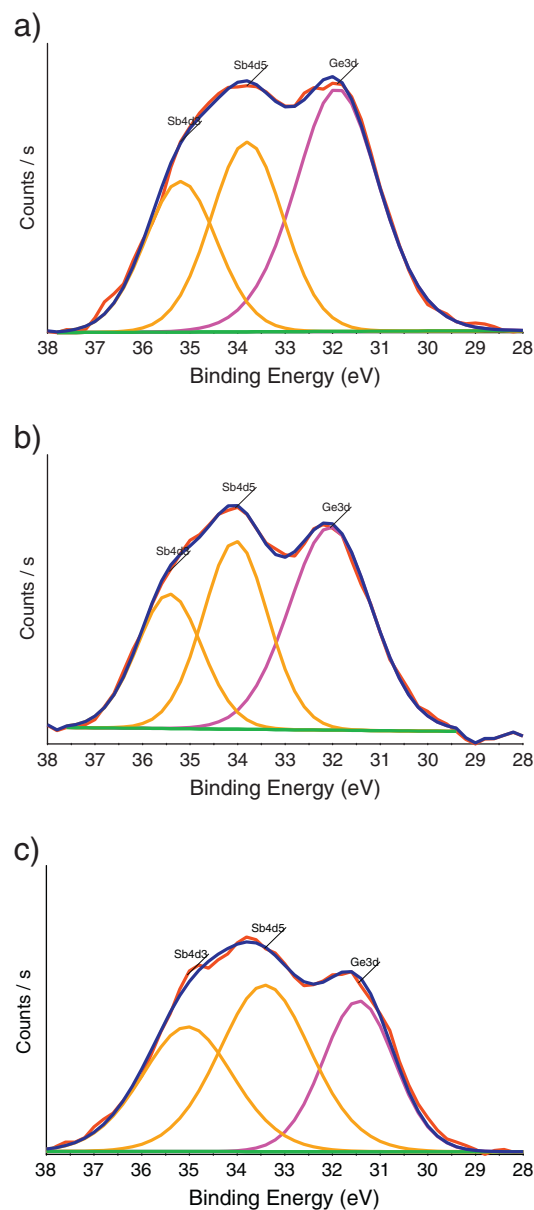 a)
Sb4d5
Ge3d
Sb4d3
Counts / s
38 37 36 35 34 33 32 31 30 29 28
Binding Energy (eV)
b)
Sb4d5
Ge3d
Sb4d3
Counts / s
38 37 36 35 34 33 32 31 30 29 28
Binding Energy (eV)
c)
Sb4d3
Sb4d5
Ge3d
Counts / s
38 37 36 35 34 33 32 31 30 29 28
Binding Energy (eV)